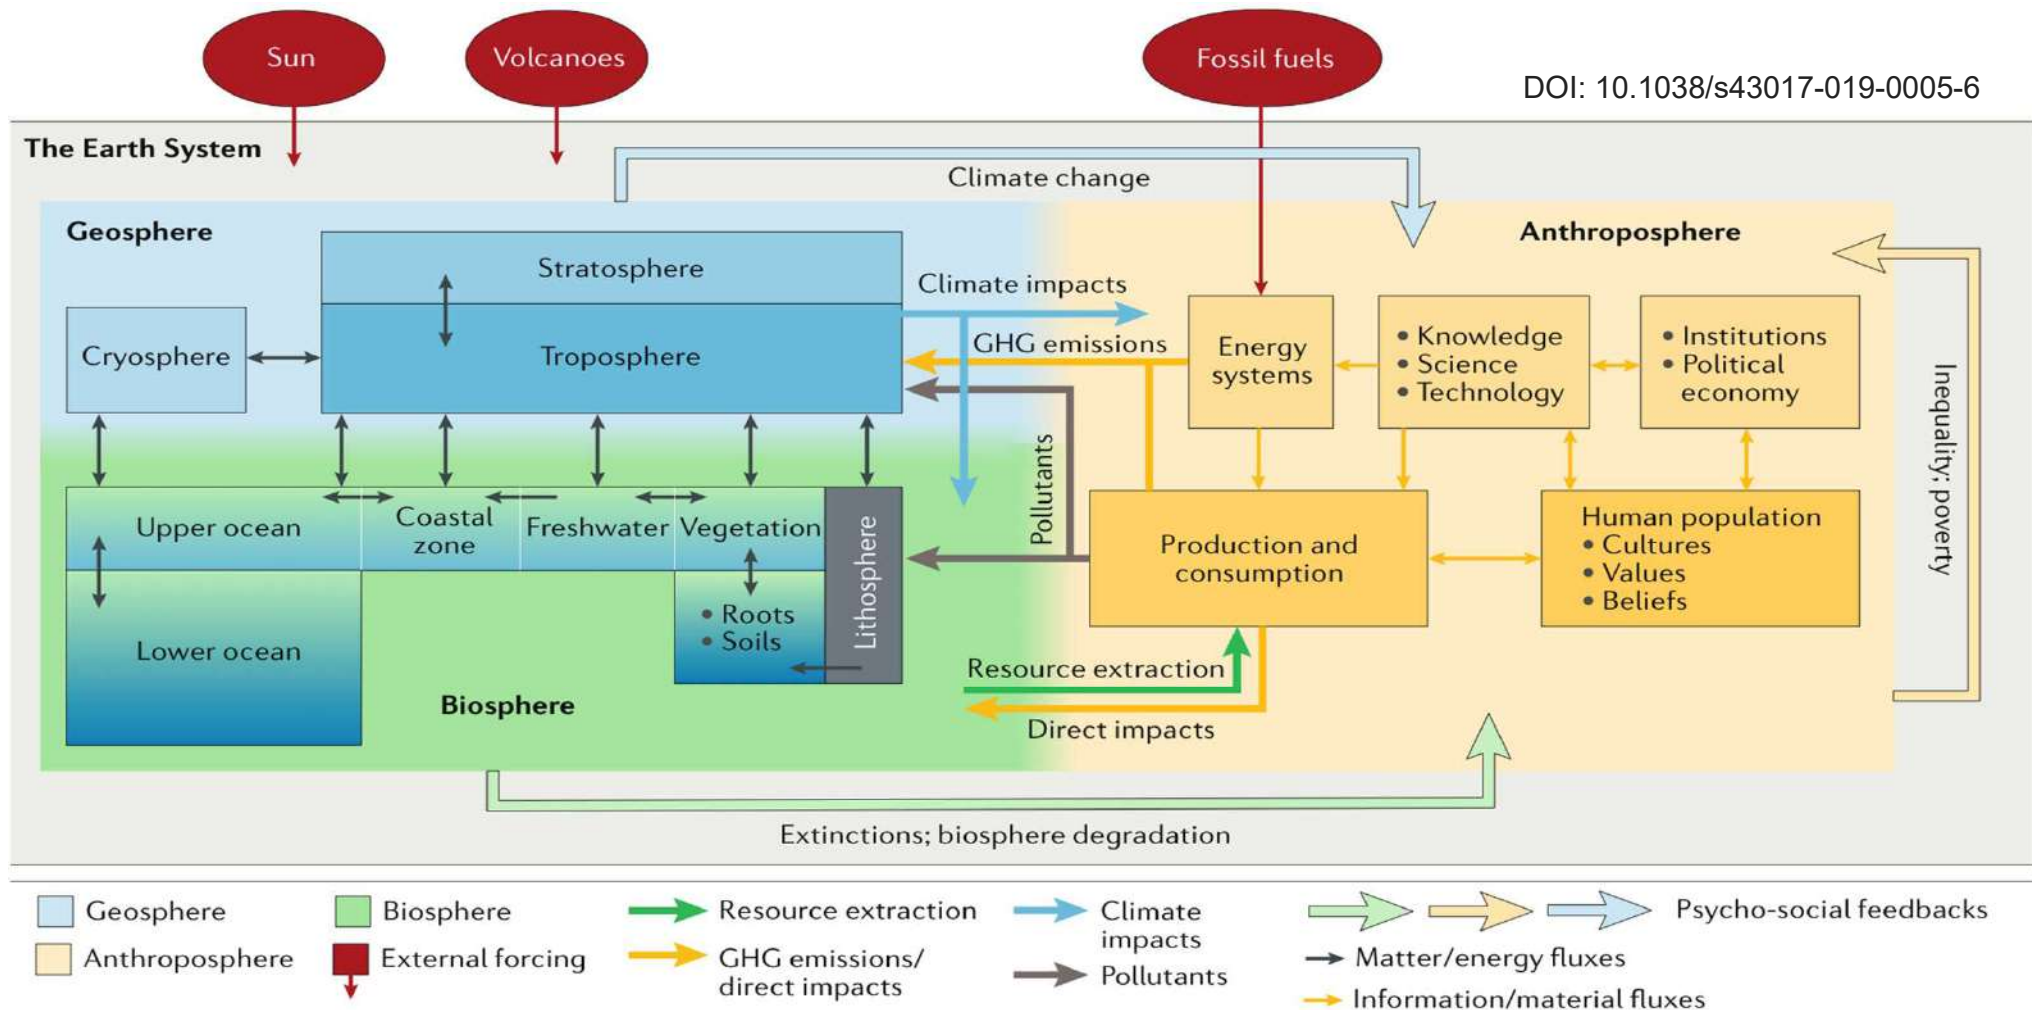 Sun
Volcanoes
Fossil fuels
DOI: 10.1038/s43017-019-0005-6
The Earth System
Climate change
Geosphere
Anthroposphere
Stratosphere
Climate impacts
Cryosphere
Troposphere
GHG emissions
Energy
systems
• Knowledge
• Science
• Technology
• Institutions
• Political
economy
Inequality; poverty
Pollutants
Upper ocean
Coastal
zone
Freshwater
Vegetation
Lithosphere
Production and
consumption
Human population
• Cultures
• Values
• Beliefs
• Roots
• Soils
Lower ocean
Resource extraction
Biosphere
Direct impacts
Extinctions; biosphere degradation
Geosphere
Biosphere
Resource extraction
Climate
impacts
Psycho-social feedbacks
Anthroposphere
External forcing
GHG emissions/
direct impacts
Pollutants
Matter/energy fluxes
Information/material fluxes